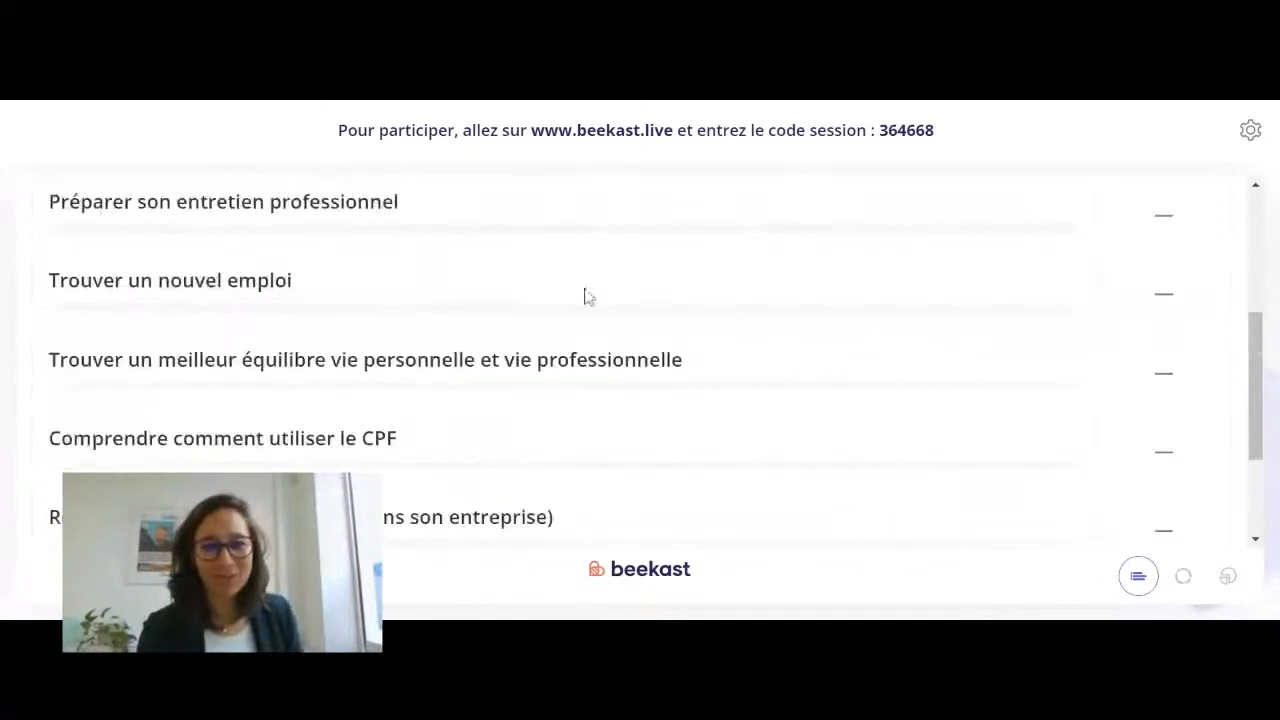 Pour participer, allez sur www.beekast.live et entrez le code session : 364668
Préparer son entretien professionnel
Trouver un nouvel emploi
Trouver un meilleur équilibre vie personnelle et vie professionnelle
Comprendre comment utiliser le CPF
son entreprise)
beekast